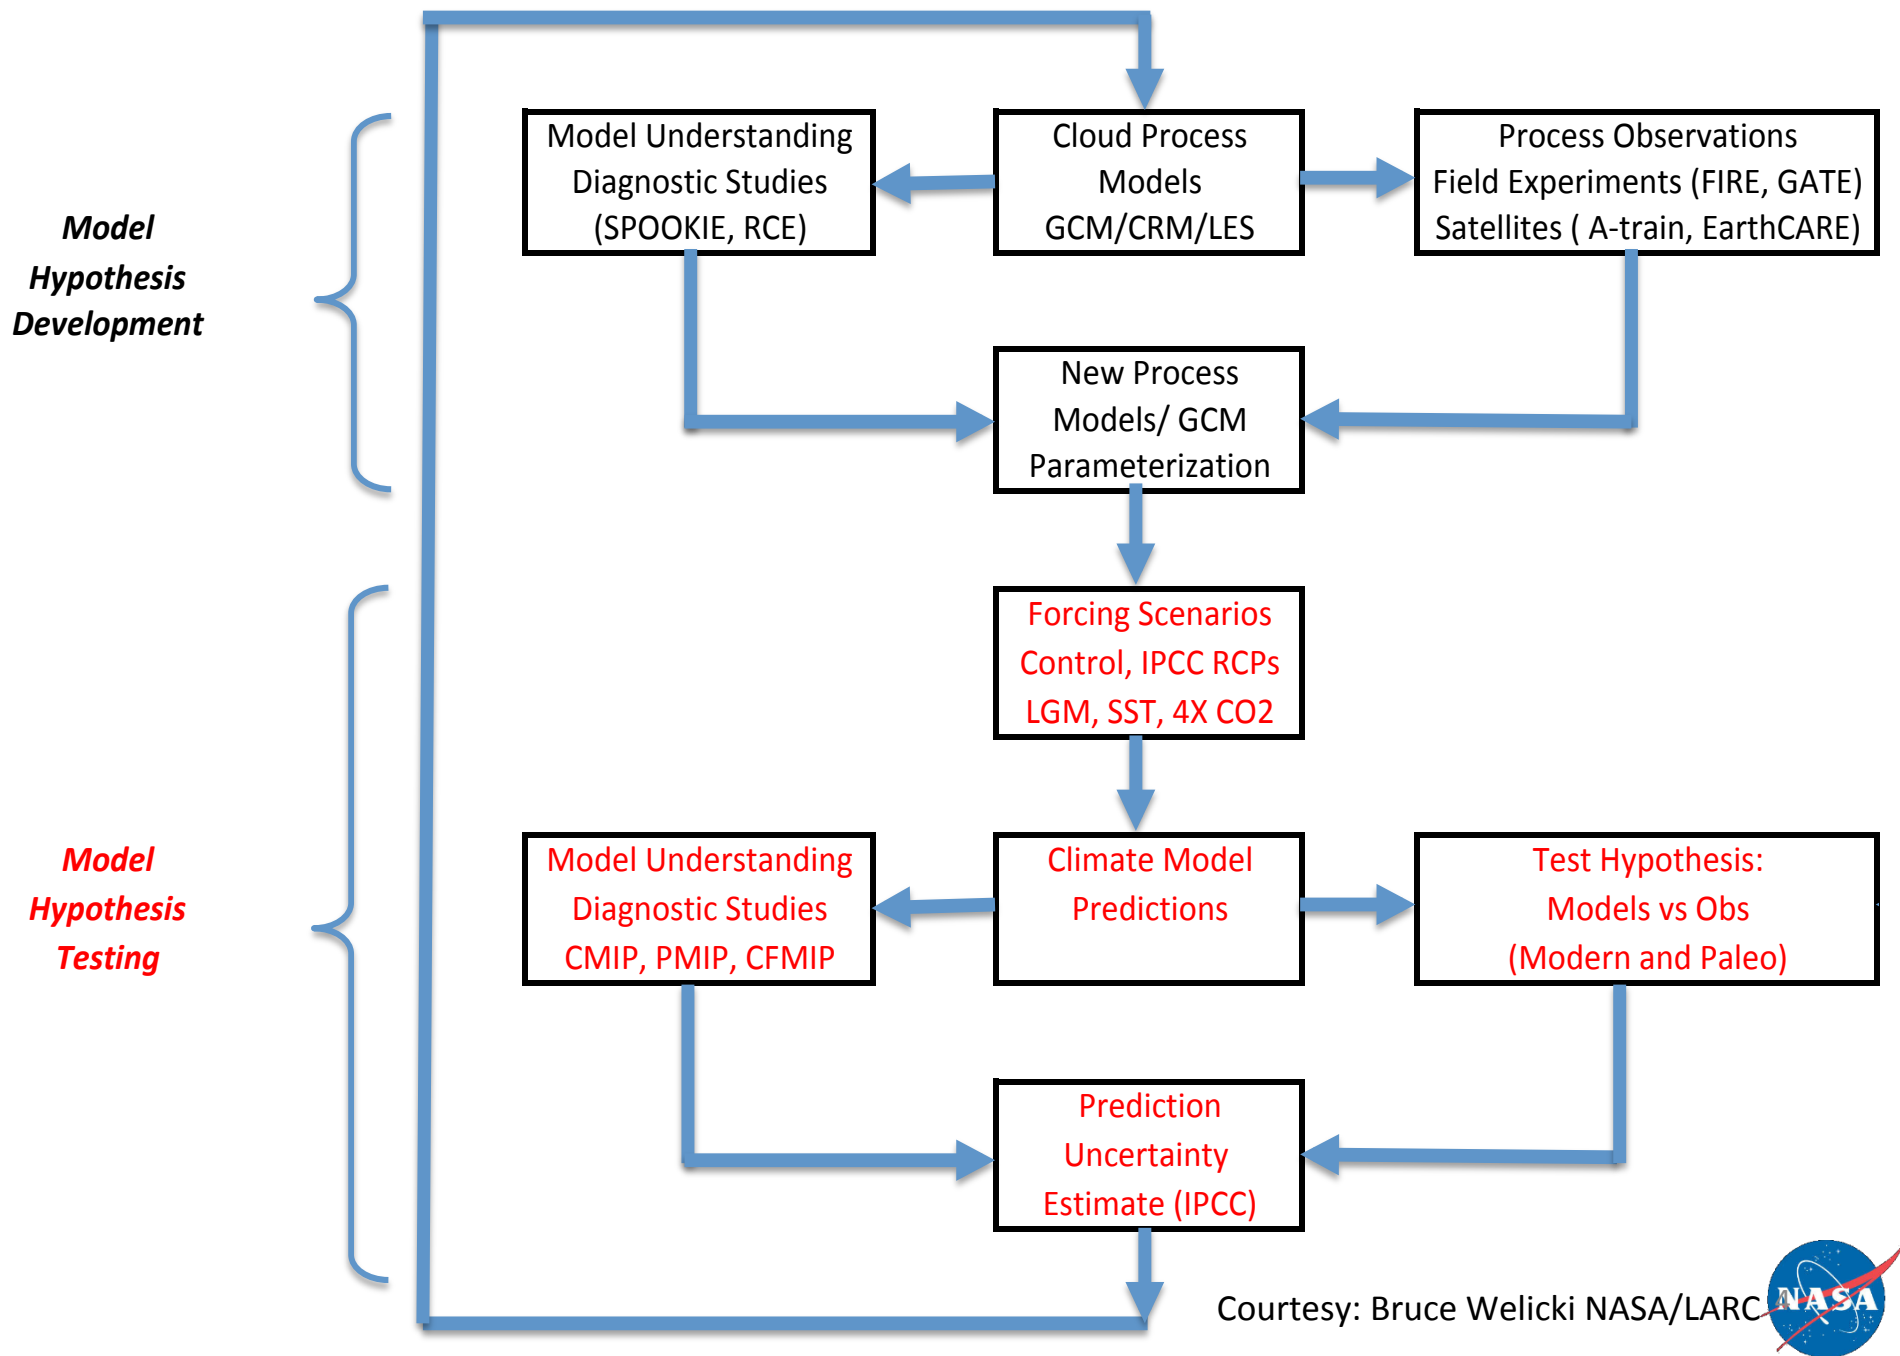 Model Understanding
Diagnostic Studies
(SPOOKIE, RCE)
Cloud Process
Models
GCM/CRM/LES
Process Observations
Field Experiments (FIRE, GATE)
Satellites ( A-train, EarthCARE)
Model
Hypothesis
Development
New Process
Models/ GCM
Parameterization
Forcing Scenarios
Control, IPCC RCPs
LGM, SST, 4X CO2
Model
Hypothesis
Testing
Model Understanding
Diagnostic Studies
CMIP, PMIP, CFMIP
Climate Model
Predictions
Test Hypothesis:
Models vs Obs
(Modern and Paleo)
Prediction
Uncertainty
Estimate (IPCC)
Courtesy: Bruce Welicki NASA/LARC
4
NASA